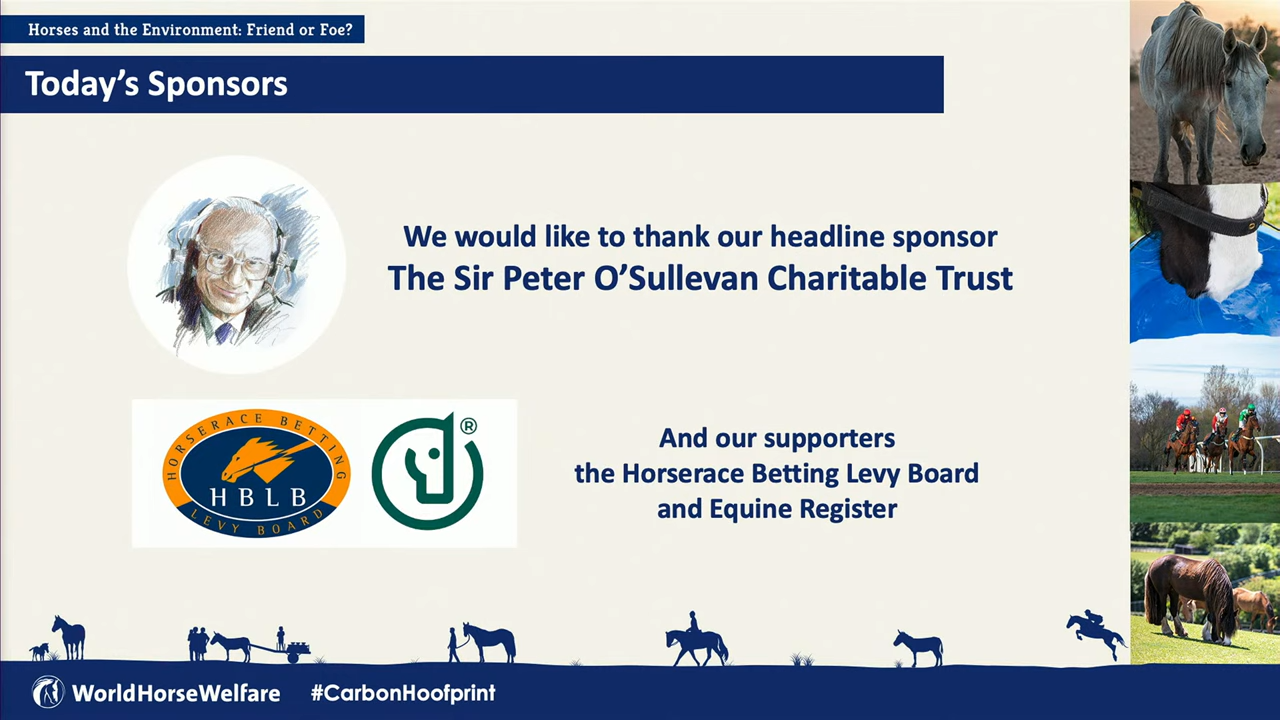 Horses and the Environment: Friend or Foe?
Today's Sponsors
We would like to thank our headline sponsor
The Sir Peter O'Sullevan Charitable Trust
HORSERACE BETTING
HBLB
LEVY BOARD
®
And our supporters
the Horserace Betting Levy Board
and Equine Register
WorldHorseWelfare #CarbonHoofprint